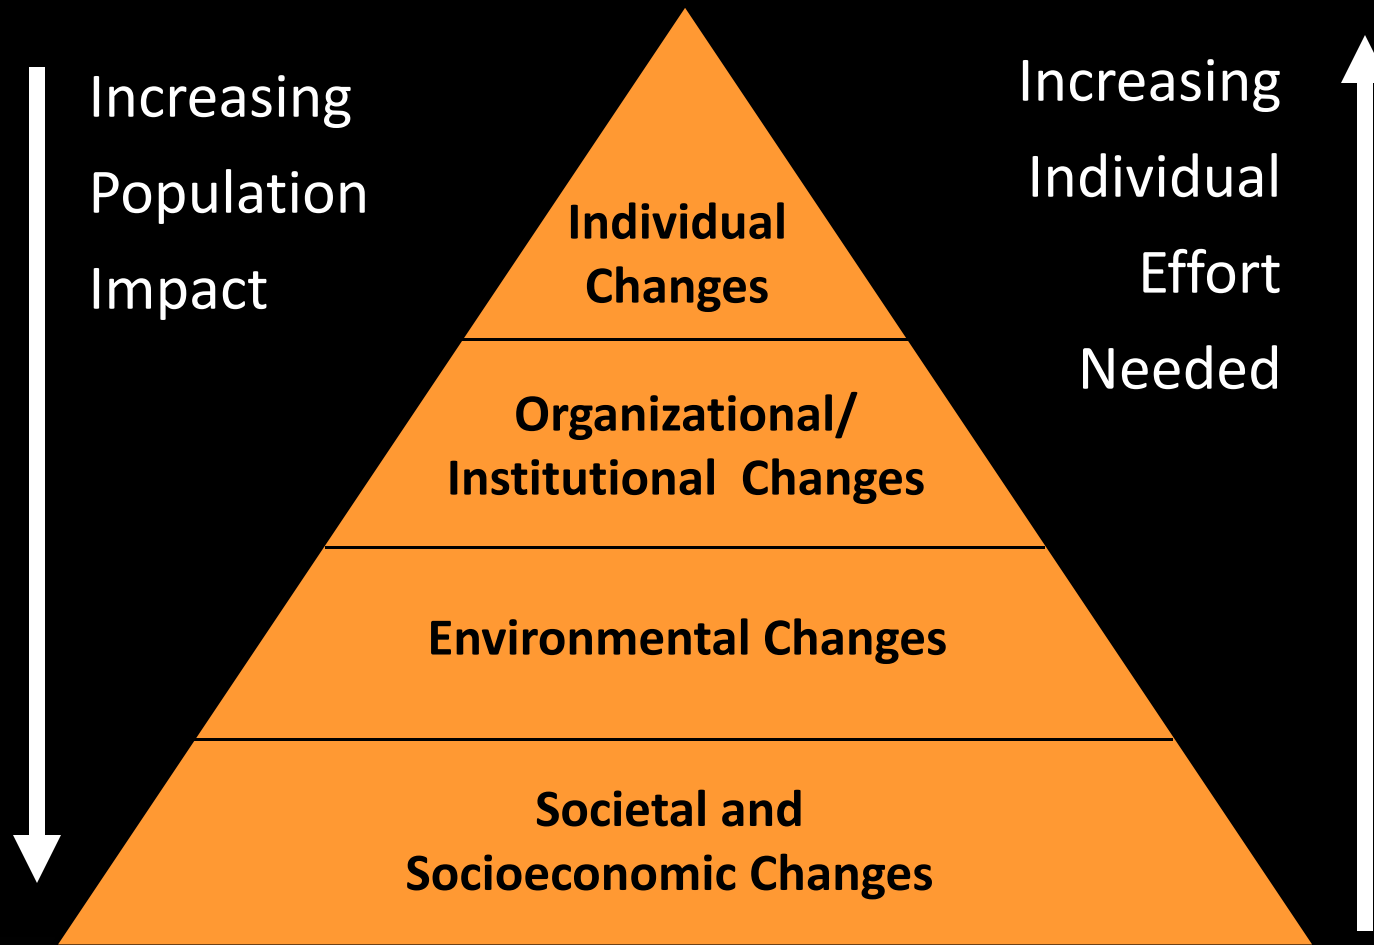 Increasing
Population
Impact
Increasing
Individual
Effort
Needed
Individual
Changes
Organizational/
Institutional  Changes
Environmental Changes
Societal and
Socioeconomic Changes